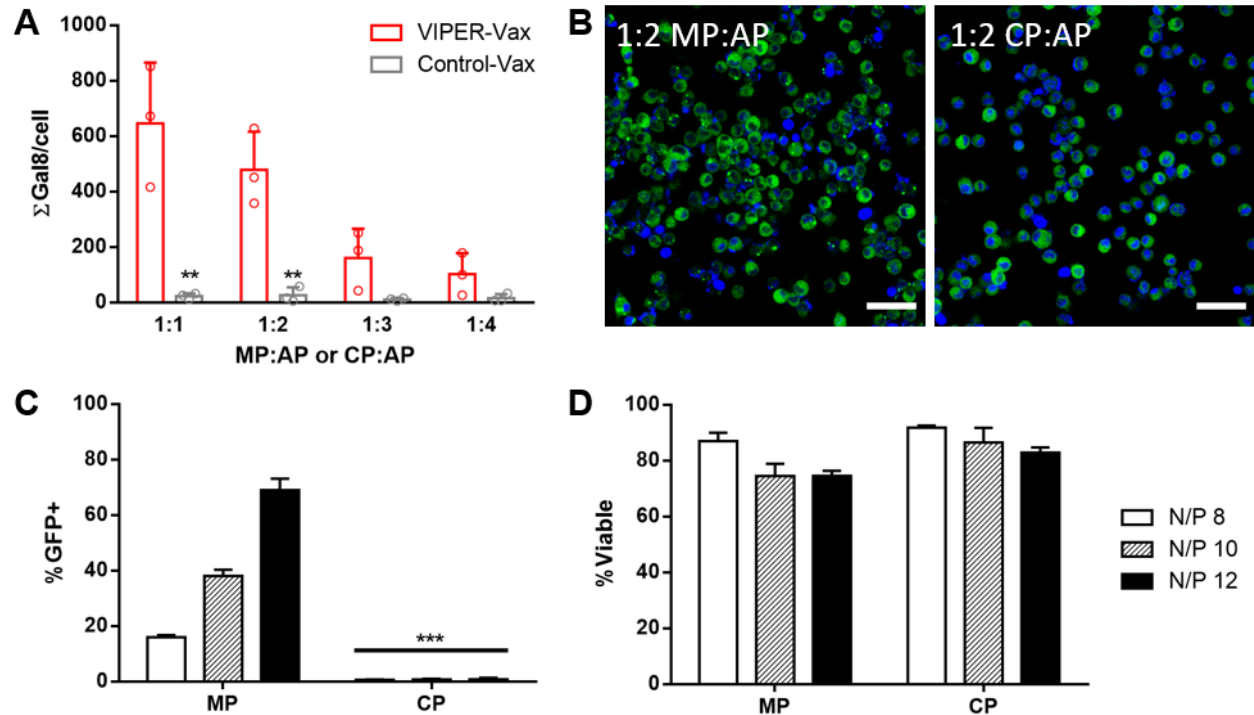 A
ΣGal8/cell
1000
800
600
400
200
0
VIPER-Vax
Control-Vax
**
**
1:1
1:2
1:3
1:4
MP:AP or CP:AP
B
1:2 MP:AP
1:2 CP:AP
C
%GFP+
100
80
60
40
20
0
***
MP
CP
D
%Viable
100
80
60
40
20
0
MP
CP
N/P 8
N/P 10
N/P 12